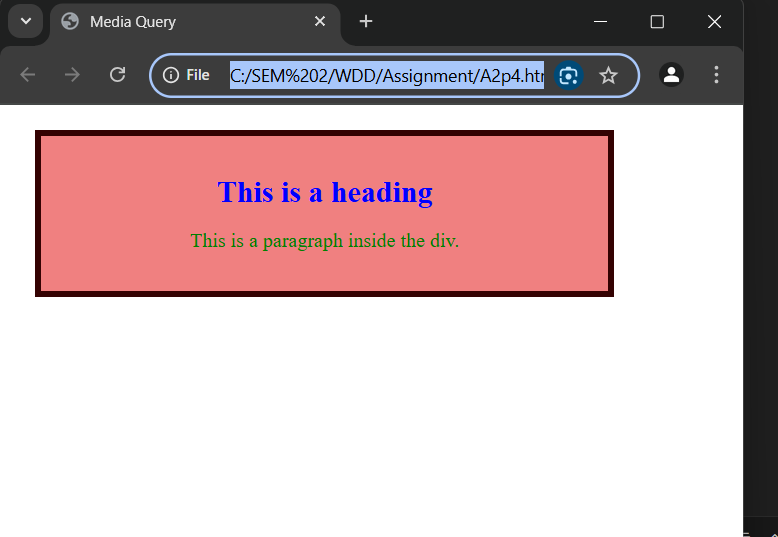 Media Query
File
C:/SEM%202/WDD/Assignment/A2p4.htm
This is a heading
This is a paragraph inside the div.